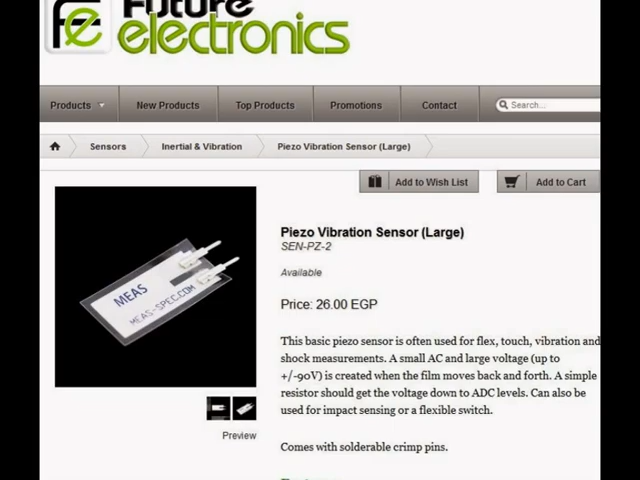 Future
Fe electronics
Products New Products Top Products Promotions Contact Search...
Sensors Inertial & Vibration Piezo Vibration Sensor (Large)
Add to Wish List Add to Cart
Piezo Vibration Sensor (Large)
SEN-PZ-2
Available
MEAS
MEAS-SPEC.COM
Price: 26.00 EGP
This basic piezo sensor is often used for flex, touch, vibration and
shock measurements. A small AC and large voltage (up to
+/-90V) is created when the film moves back and forth. A simple
resistor should get the voltage down to ADC levels. Can also be
used for impact sensing or a flexible switch.
Preview
Comes with solderable crimp pins.